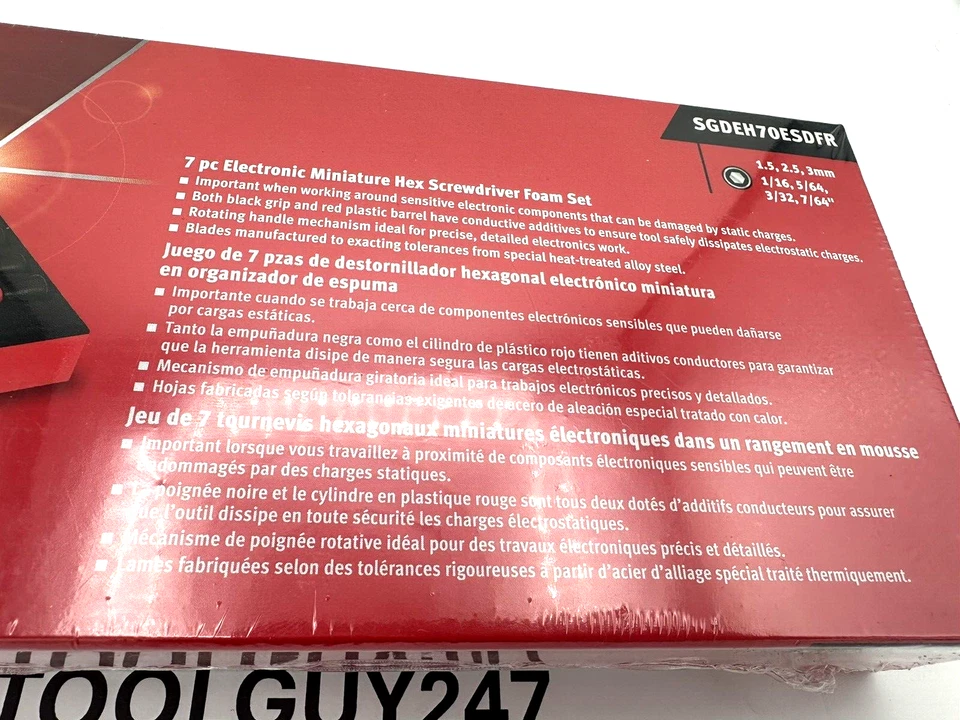 SGDEH70ESDFR
1.5, 2.5, 3mm
1/16, 5/64,
3/32, 7/64"
7 pc Electronic Miniature Hex Screwdriver Foam Set
■ Important when working around sensitive electronic components that can be damaged by static charges.
■ Both black grip and red plastic barrel have conductive additives to ensure tool safely dissipates electrostatic charges.
■ Rotating handle mechanism ideal for precise, detailed electronics work.
■ Blades manufactured to exacting tolerances from special heat-treated alloy steel.
Juego de 7 pzas de destornillador hexagonal electrónico miniatura
en organizador de espuma
■ Importante cuando se trabaja cerca de componentes electrónicos sensibles que pueden dañarse
por cargas estáticas.
■ Tanto la empuñadura negra como el cilindro de plástico rojo tienen aditivos conductores para garantizar
que la herramienta disipe de manera segura las cargas electrostáticas.
■ Mecanismo de empuñadura giratoria ideal para trabajos electrónicos precisos y detallados.
■ Hojas fabricadas según tolerancias exigentes de acero de aleación especial tratado con calor.
Jeu de 7 tournevis hexagonaux miniatures électroniques dans un rangement en mousse
■ Important lorsque vous travaillez à proximité de composants électroniques sensibles qui peuvent être
endommagés par des charges statiques.
■ La poignée noire et le cylindre en plastique rouge sont tous deux dotés d'additifs conducteurs pour assurer
que l'outil dissipe en toute sécurité les charges électrostatiques.
■ Mécanisme de poignée rotative idéal pour des travaux électroniques précis et détaillés.
■ Lames fabriquées selon des tolérances rigoureuses à partir d'acier d'alliage spécial traité thermiquement.
TOOLGUY247